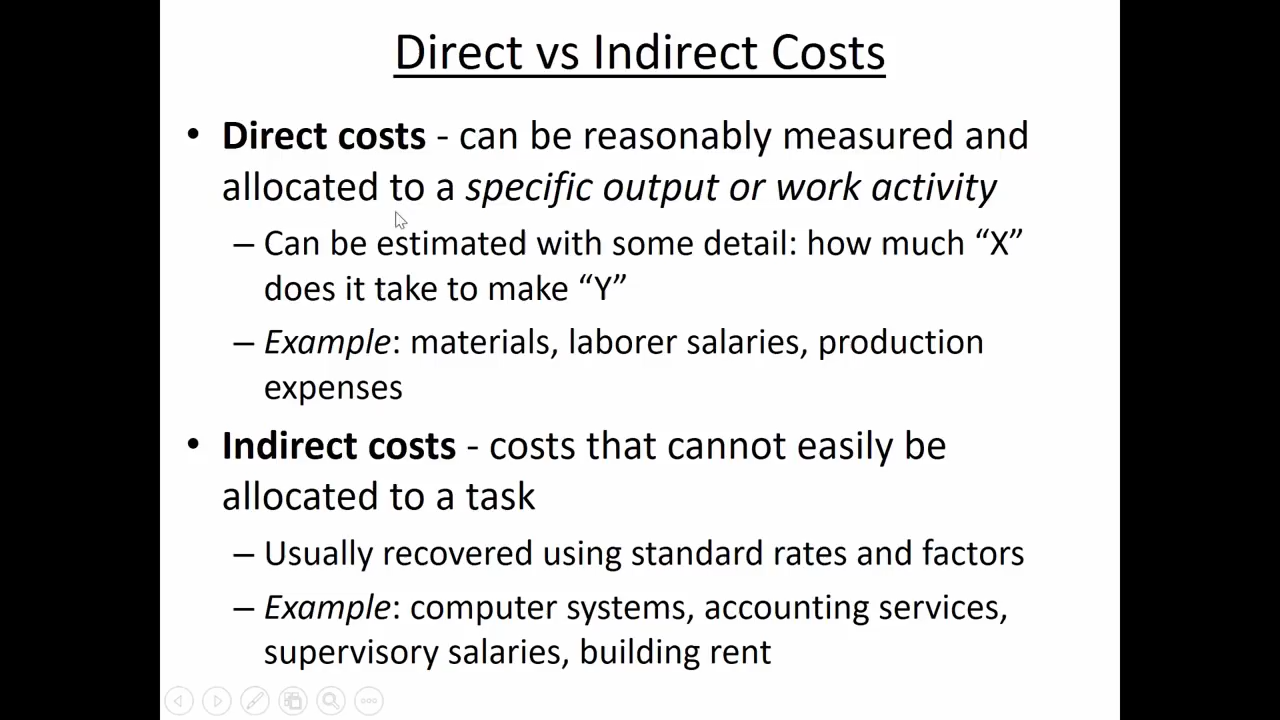 Direct vs Indirect Costs
• Direct costs - can be reasonably measured and
allocated to a specific output or work activity
– Can be estimated with some detail: how much “X”
does it take to make “Y”
– Example: materials, laborer salaries, production
expenses
• Indirect costs - costs that cannot easily be
allocated to a task
– Usually recovered using standard rates and factors
– Example: computer systems, accounting services,
supervisory salaries, building rent